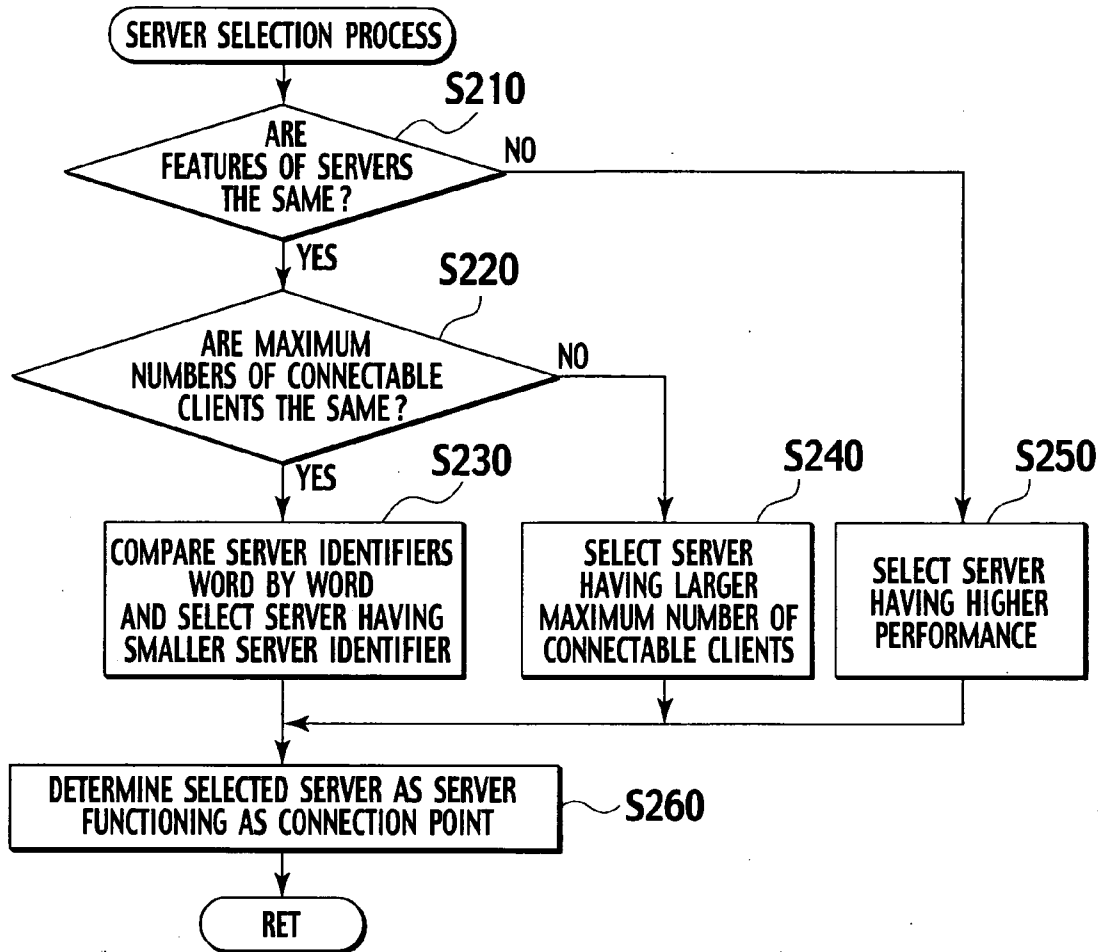 SERVER SELECTION PROCESS
S210
ARE
FEATURES OF SERVERS
THE SAME?
NO
YES
S220
ARE MAXIMUM
NUMBERS OF CONNECTABLE
CLIENTS THE SAME?
NO
YES
S230
COMPARE SERVER IDENTIFIERS
WORD BY WORD
AND SELECT SERVER HAVING
SMALLER SERVER IDENTIFIER
S240
SELECT SERVER
HAVING LARGER
MAXIMUM NUMBER OF
CONNECTABLE CLIENTS
S250
SELECT SERVER
HAVING HIGHER
PERFORMANCE
DETERMINE SELECTED SERVER AS SERVER
FUNCTIONING AS CONNECTION POINT
S260
RET